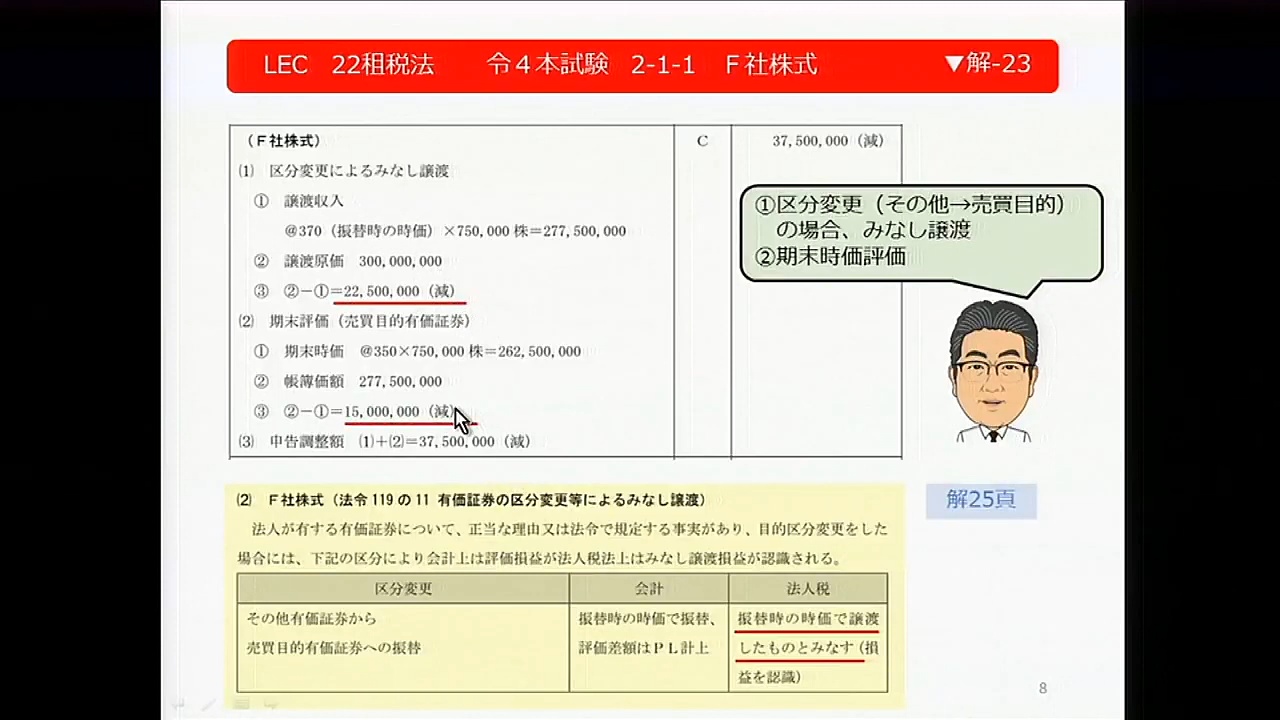 LEC 22租税法 令4本試験 2-1-1 F社株式 ▼解-23
(F社株式) C 37,500,000(減)
(1) 区分変更によるみなし譲渡
① 譲渡収入
@370(振替時の時価)×750,000株=277,500,000
② 譲渡原価 300,000,000
③ ②-①=22,500,000(減)
(2) 期末評価(売買目的有価証券)
① 期末時価 @350×750,000株=262,500,000
② 帳簿価額 277,500,000
③ ②-①=15,000,000(減)
(3) 申告調整額 (1)+(2)=37,500,000(減)
①区分変更(その他→売買目的)
の場合、みなし譲渡
②期末時価評価
(2) F社株式(法令119の11 有価証券の区分変更等によるみなし譲渡)
法人が有する有価証券について、正当な理由又は法令で規定する事実があり、目的区分変更をした
場合には、下記の区分により会計上は評価損益が法人税法上はみなし譲渡損益が認識される。
区分変更 会計 法人税
その他有価証券から 振替時の時価で振替、 振替時の時価で譲渡
売買目的有価証券への振替 評価差額はPL計上 したものとみなす(損
益を認識)
解25頁
8